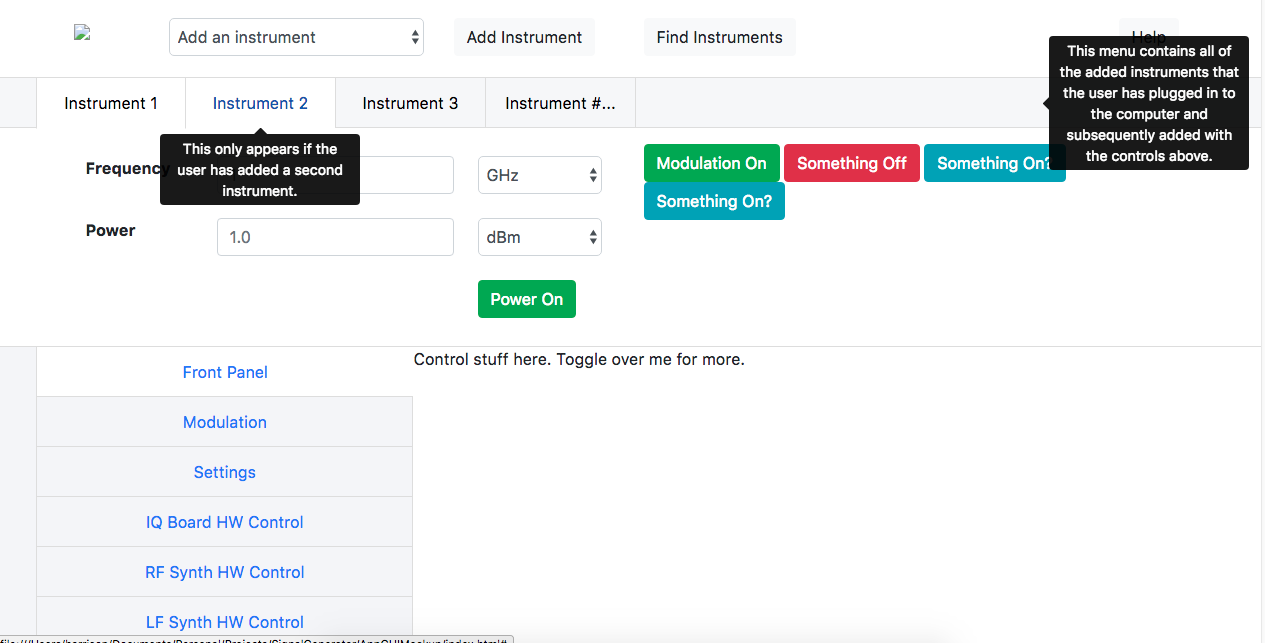 Add an instrument
Add Instrument
Find Instruments
Help
This menu contains all of
the added instruments that
the user has plugged in to
the computer and
subsequently added with
the controls above.
Instrument 1
Instrument 2
Instrument 3
Instrument #...
This only appears if the
user has added a second
instrument.
Frequency
GHz
Modulation On
Something Off
Something On?
Something On?
Power
1.0
dBm
Power On
Front Panel
Control stuff here. Toggle over me for more.
Modulation
Settings
IQ Board HW Control
RF Synth HW Control
LF Synth HW Control